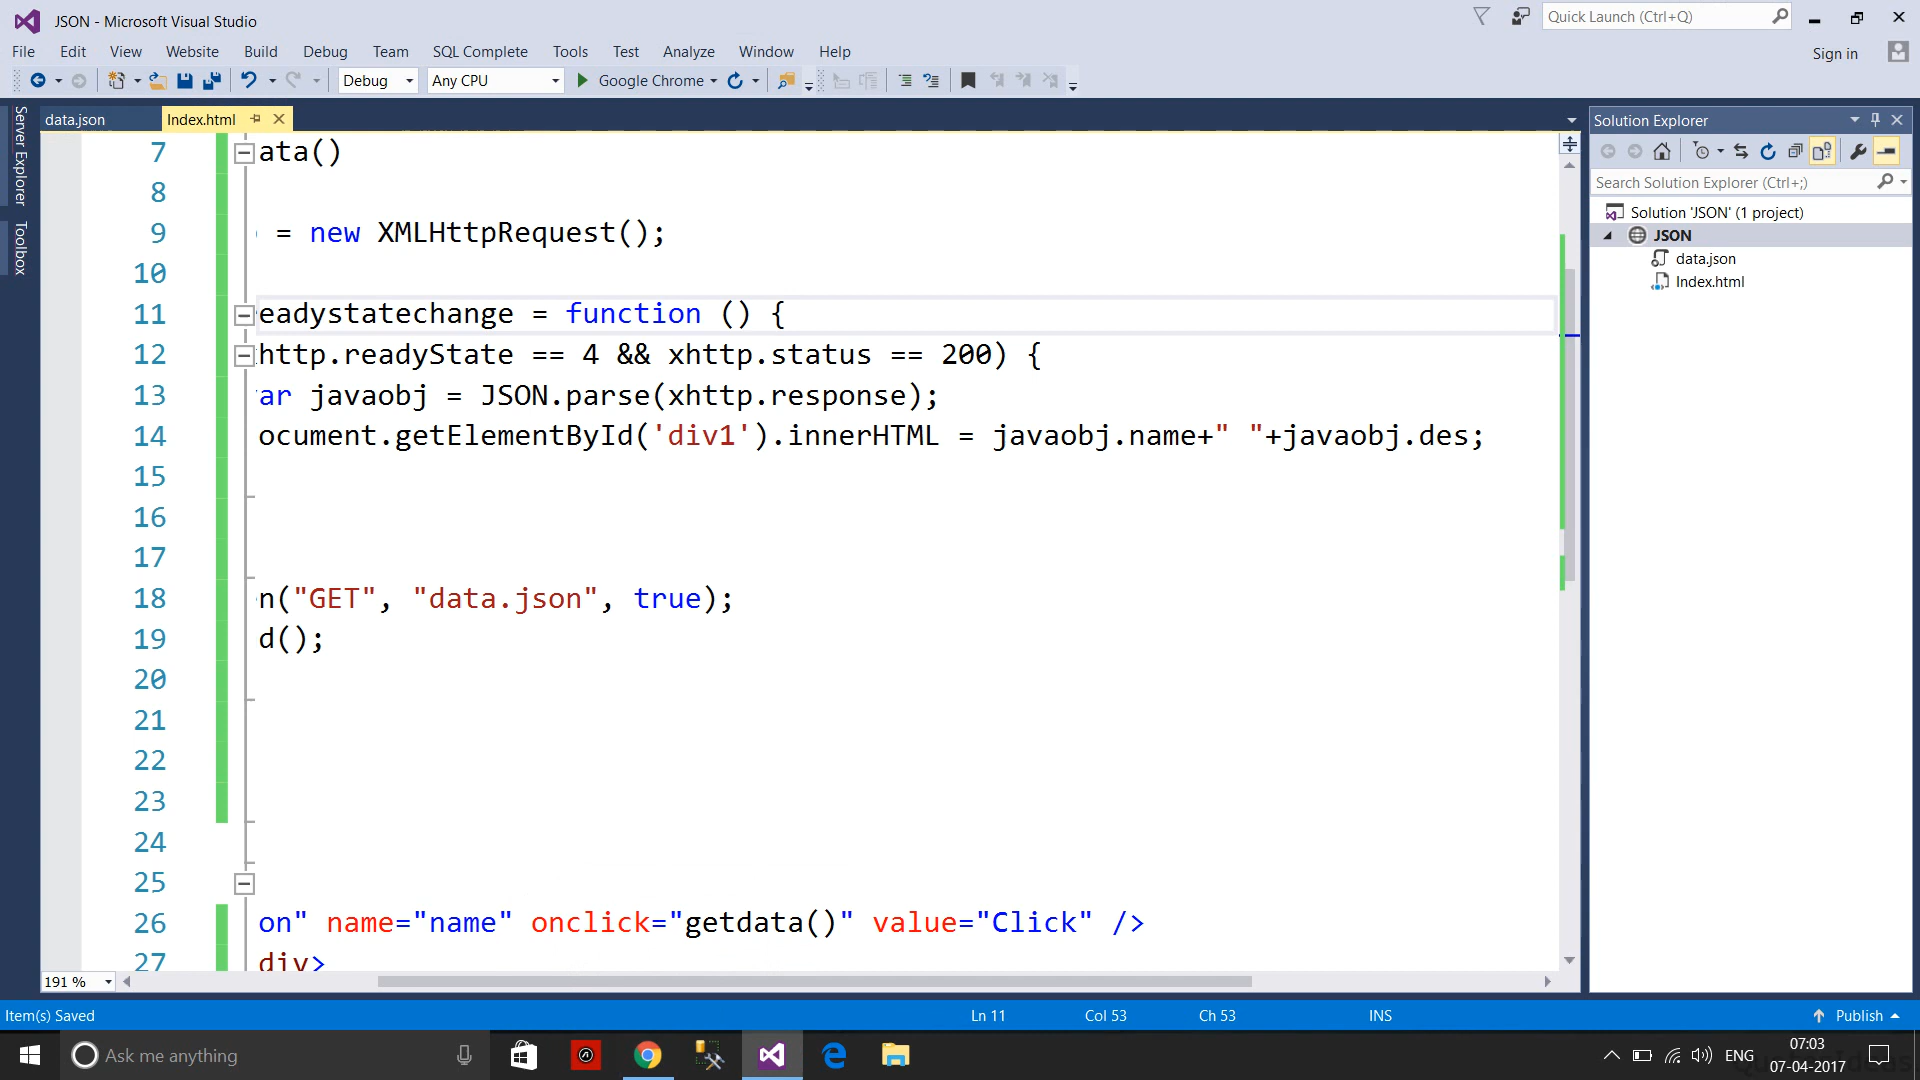 JSON - Microsoft Visual Studio
Quick Launch (Ctrl+Q)
File Edit View Website Build Debug Team SQL Complete Tools Test Analyze Window Help
Sign in
Debug Any CPU Google Chrome
Server Explorer
Toolbox
data.json Index.html
7 ata()
8
9 = new XMLHttpRequest();
10
11 eadystatechange = function () {
12 http.readyState == 4 && xhttp.status == 200) {
13 ar javaobj = JSON.parse(xhttp.response);
14 ocument.getElementById('div1').innerHTML = javaobj.name+" "+javaobj.des;
15
16
17
18 n("GET", "data.json", true);
19 d();
20
21
22
23
24
25
26 on" name="name" onclick="getdata()" value="Click" />
27 div>
191 %
Solution Explorer
Search Solution Explorer (Ctrl+;)
Solution 'JSON' (1 project)
JSON
data.json
Index.html
Item(s) Saved Ln 11 Col 53 Ch 53 INS Publish
Ask me anything
ENG
07:03
07-04-2017